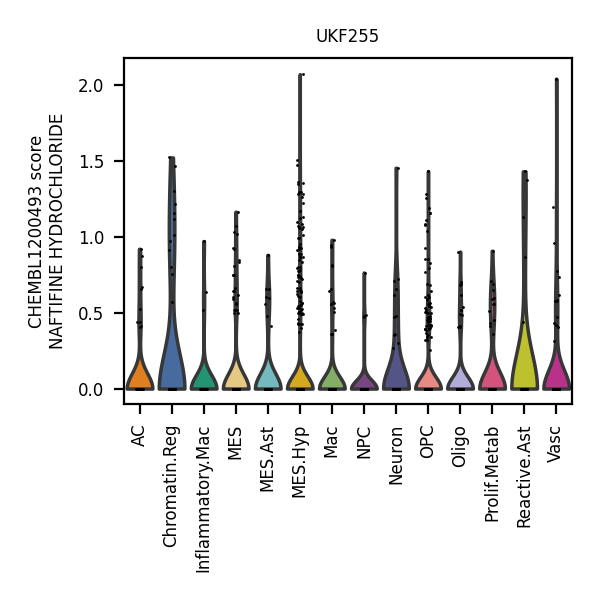 UKF255
CHEMBL1200493 score
NAFTIFINE HYDROCHLORIDE
2.0
1.5
1.0
0.5
0.0
AC
Chromatin.Reg
Inflammatory.Mac
MES
MES.Ast
MES.Hyp
Mac
NPC
Neuron
OPC
Oligo
Prolif.Metab
Reactive.Ast
Vasc